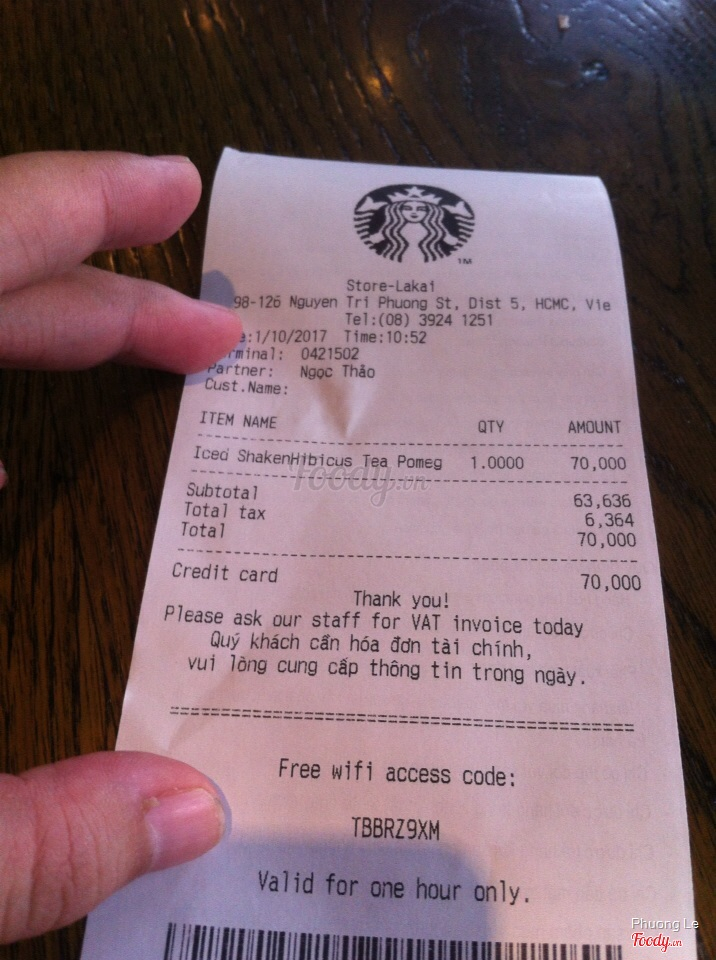 TM
Store-Lakai
98-126 Nguyen Tri Phuong St, Dist 5, HCMC, Vie
Tel:(08) 3924 1251
e:1/10/2017 Time:10:52
rminal: 0421502
Partner: Ngọc Thảo
Cust.Name:
ITEM NAME QTY AMOUNT
Iced ShakenHibicus Tea Pomeg 1.0000 70,000
Foody.vn
Subtotal 63,636
Total tax 6,364
Total 70,000
Credit card 70,000
Thank you!
Please ask our staff for VAT invoice today
Quý khách cần hóa đơn tài chính,
vui lòng cung cấp thông tin trong ngày.
Free wifi access code:
TBBRZ9XM
Valid for one hour only.
Phuong Le
Foody.vn